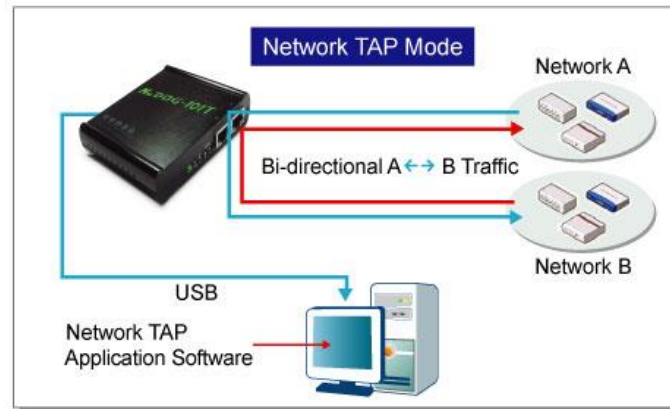 Network TAP Mode
Network A
Bi-directional A ↔ B Traffic
Network B
USB
Network TAP
Application Software